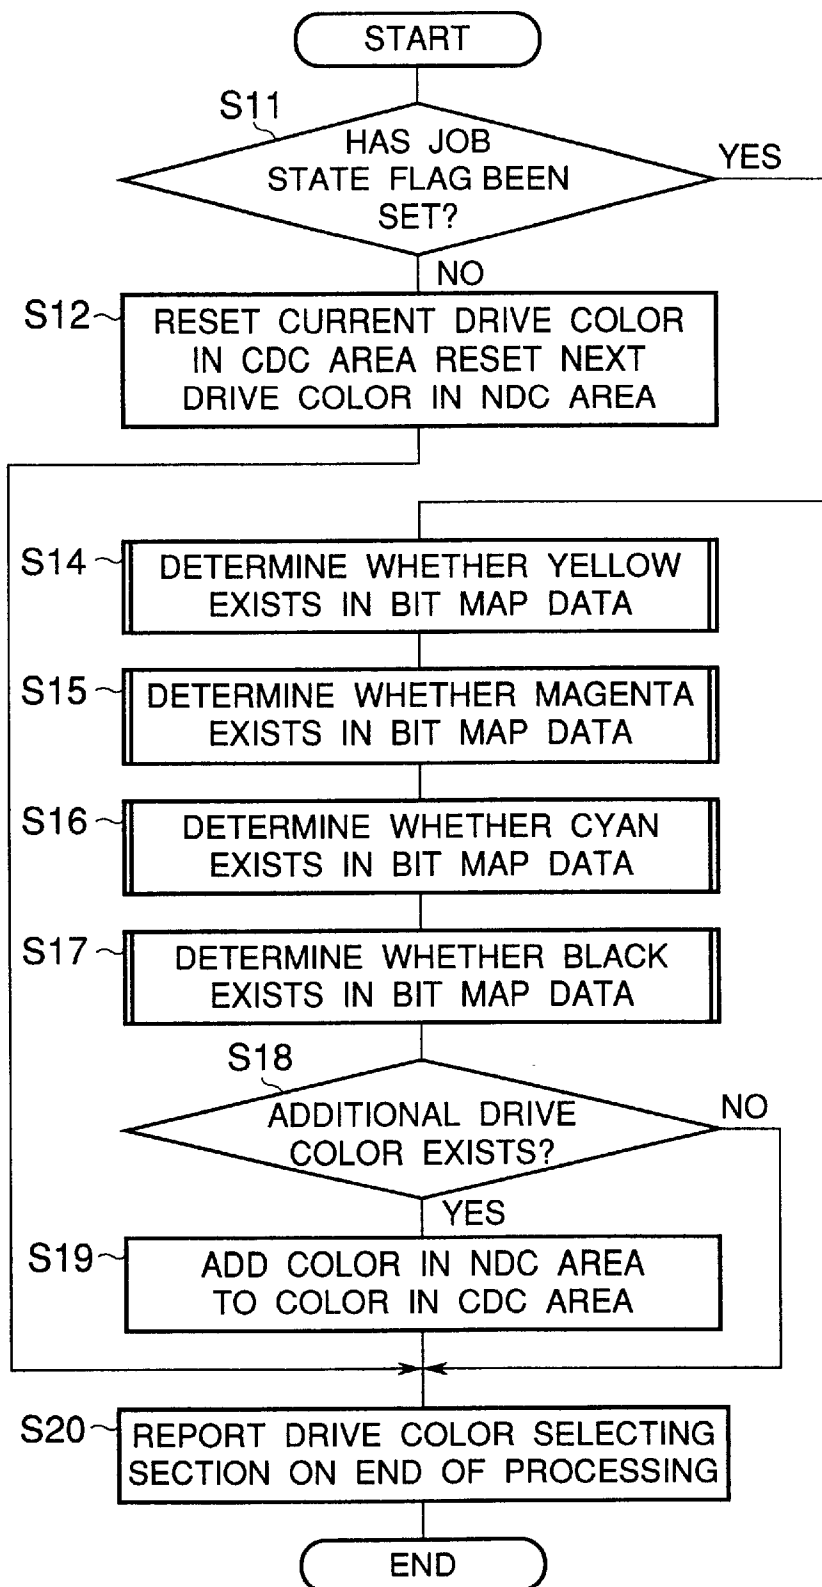 START
S11
HAS JOB
STATE FLAG BEEN
SET?
YES
NO
S12
RESET CURRENT DRIVE COLOR
IN CDC AREA RESET NEXT
DRIVE COLOR IN NDC AREA
S14
DETERMINE WHETHER YELLOW
EXISTS IN BIT MAP DATA
S15
DETERMINE WHETHER MAGENTA
EXISTS IN BIT MAP DATA
S16
DETERMINE WHETHER CYAN
EXISTS IN BIT MAP DATA
S17
DETERMINE WHETHER BLACK
EXISTS IN BIT MAP DATA
S18
ADDITIONAL DRIVE
COLOR EXISTS?
NO
YES
S19
ADD COLOR IN NDC AREA
TO COLOR IN CDC AREA
S20
REPORT DRIVE COLOR SELECTING
SECTION ON END OF PROCESSING
END